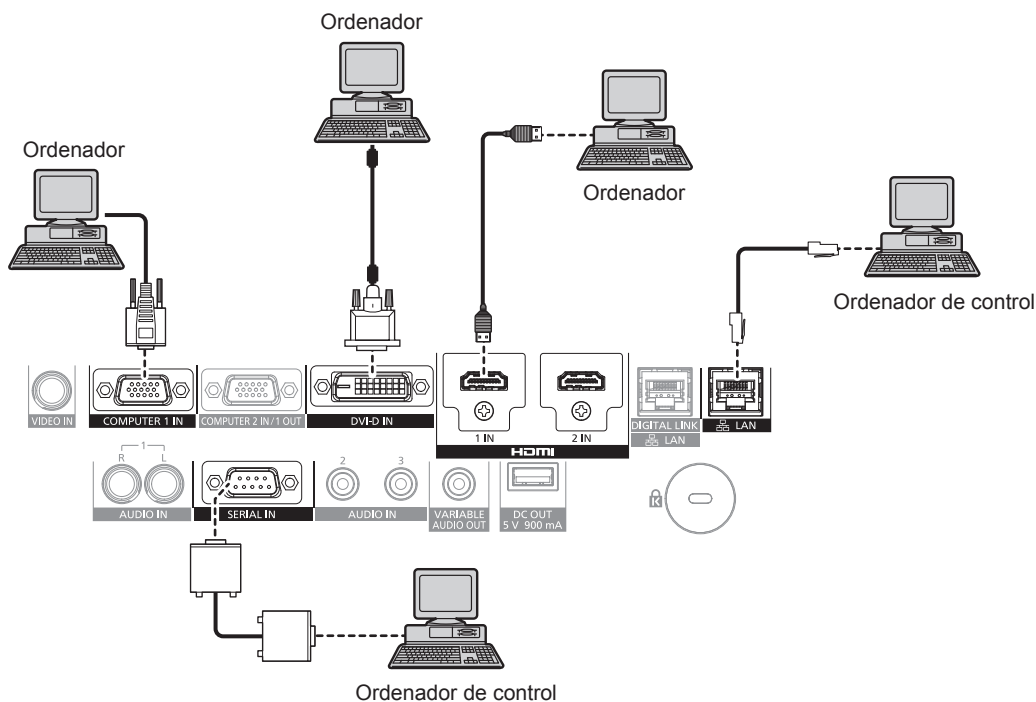 Ordenador
Ordenador
Ordenador
Ordenador de control
VIDEO IN
COMPUTER 1 IN
COMPUTER 2 IN/1 OUT
DVI-D IN
1 IN
2 IN
HDMI
DIGITAL LINK
LAN
LAN
1
R
L
AUDIO IN
SERIAL IN
2
3
AUDIO IN
VARIABLE
AUDIO OUT
DC OUT
5 V 900 mA
K
Ordenador de control